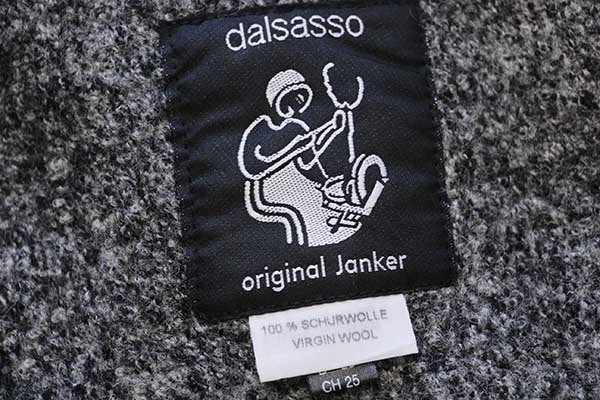 dalsasso
original Janker
100 % SCHURWOLLE
VIRGIN WOOL
CH 25